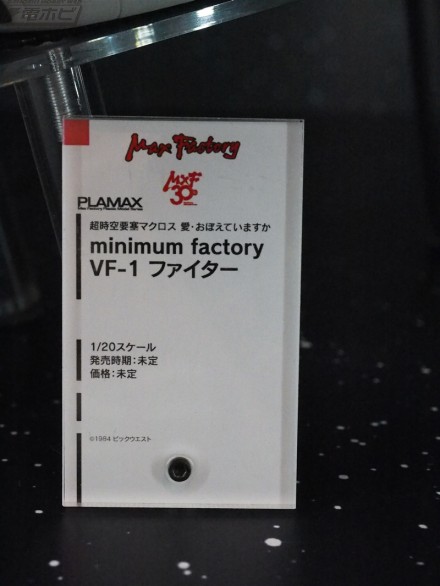 電ホビ
Max Factory
MXF
30
PLAMAX
超時空要塞マクロス 愛・おぼえていますか
minimum factory
VF-1 ファイター
1/20スケール
発売時期:未定
価格:未定
©1984 ビックウエスト